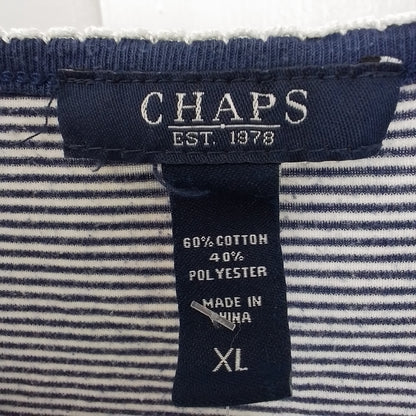 CHAPS
EST. 1978
60% COTTON
40%
POLYESTER
MADE IN
CHINA
XL